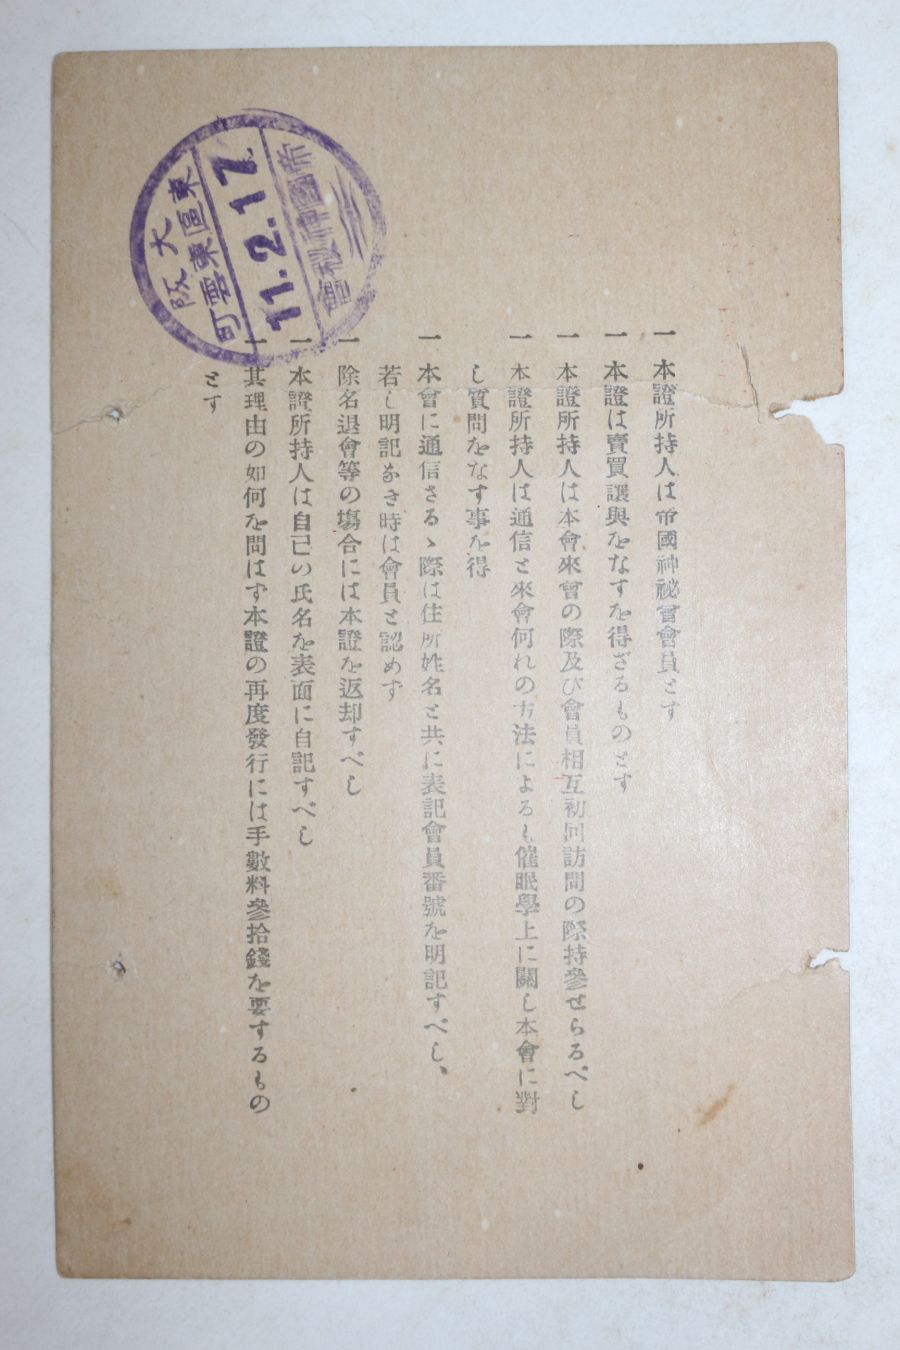 一 本證所持人は帝國神祕會會員とす
一 本證は賣買讓與をなすを得ざるものとす
一 本證所持人は本會來會の際及び會員相互初回訪問の際持參せらるべし
一 本證所持人は通信と來會何れの方法によるも催眠學上に關し本會に對
し質問をなす事を得
一 本會に通信さるゝ際は住所姓名と共に表記會員番號を明記すべし、
若し明記なき時は會員と認めず
一 除名退會等の塲合には本證を返却すべし
一 本證所持人は自己の氏名を表面に自記すべし
一 其理由の如何を問はず本證の再度發行には手數料參拾錢を要するもの
とす
大阪
東區東雲町
11.2.17.
帝國神秘會